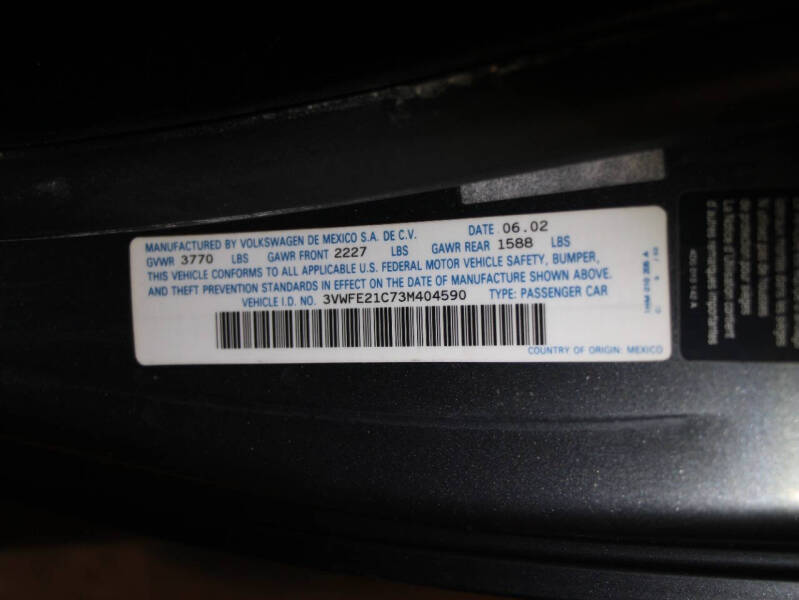 MANUFACTURED BY VOLKSWAGEN DE MEXICO S.A. DE C.V. DATE 06.02
GVWR 3770 LBS GAWR FRONT 2227 LBS GAWR REAR 1588 LBS
THIS VEHICLE CONFORMS TO ALL APPLICABLE U.S. FEDERAL MOTOR VEHICLE SAFETY, BUMPER,
AND THEFT PREVENTION STANDARDS IN EFFECT ON THE DATE OF MANUFACTURE SHOWN ABOVE.
VEHICLE I.D. NO. 3VWFE21C73M404590 TYPE: PASSENGER CAR
COUNTRY OF ORIGIN: MEXICO